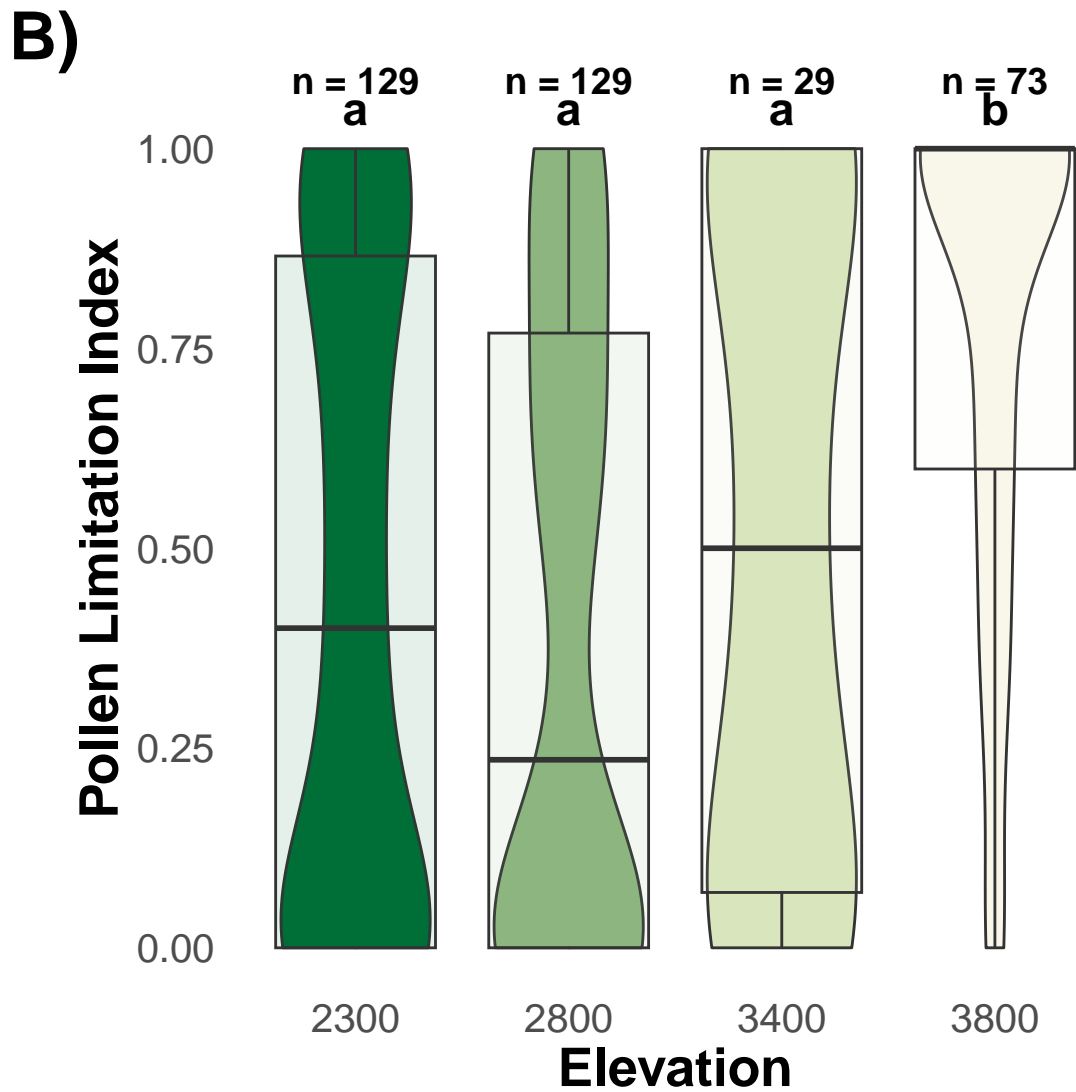 B)
n = 129 n = 129 n = 29 n = 73
a a a b
1.00
0.75
0.50
0.25
0.00
Pollen Limitation Index
2300 2800 3400 3800
Elevation